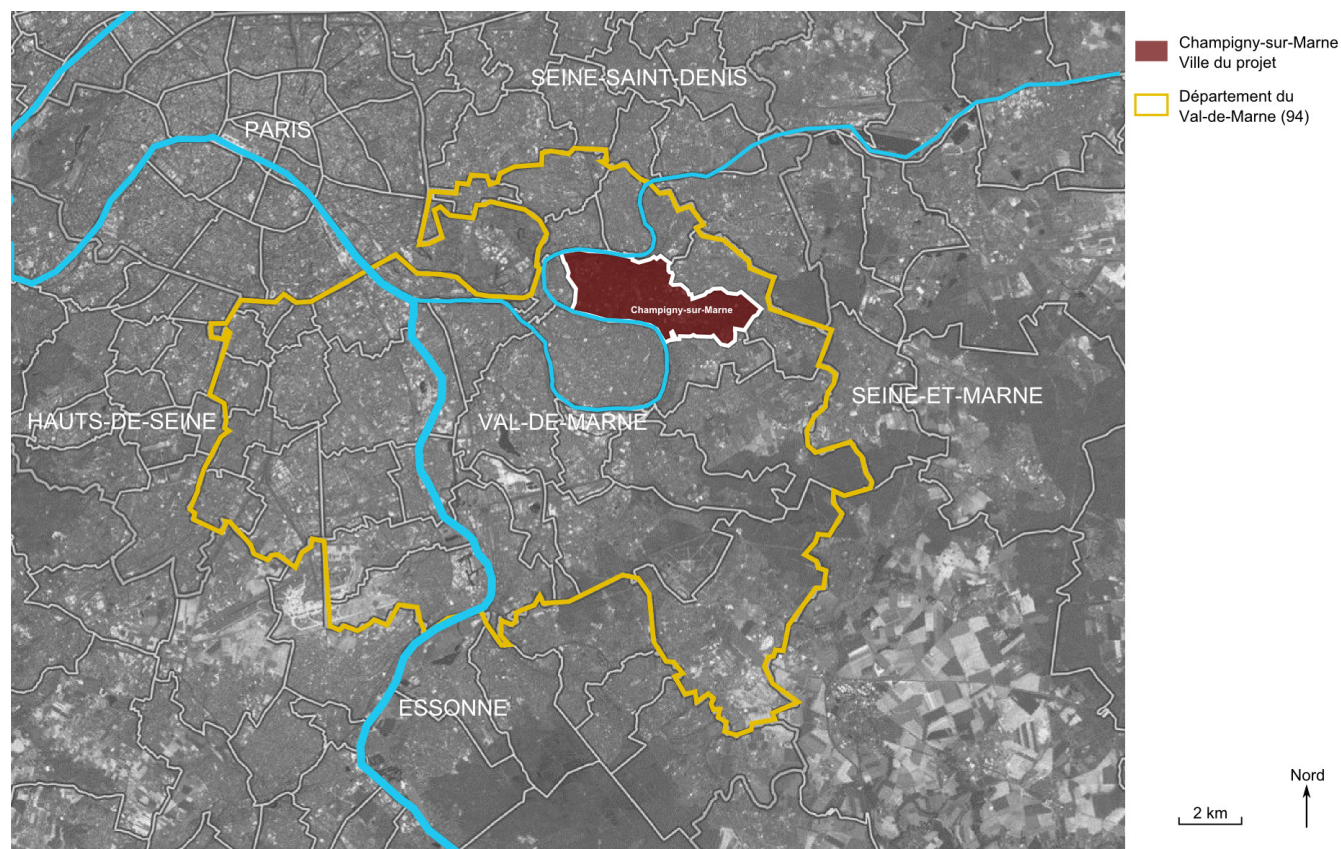 SEINE-SAINT-DENIS
PARIS
Champigny-sur-Marne
HAUTS-DE-SEINE
VAL-DE-MARNE
SEINE-ET-MARNE
ESSONNE
Champigny-sur-Marne
Ville du projet
Département du
Val-de-Marne (94)
Nord
2 km